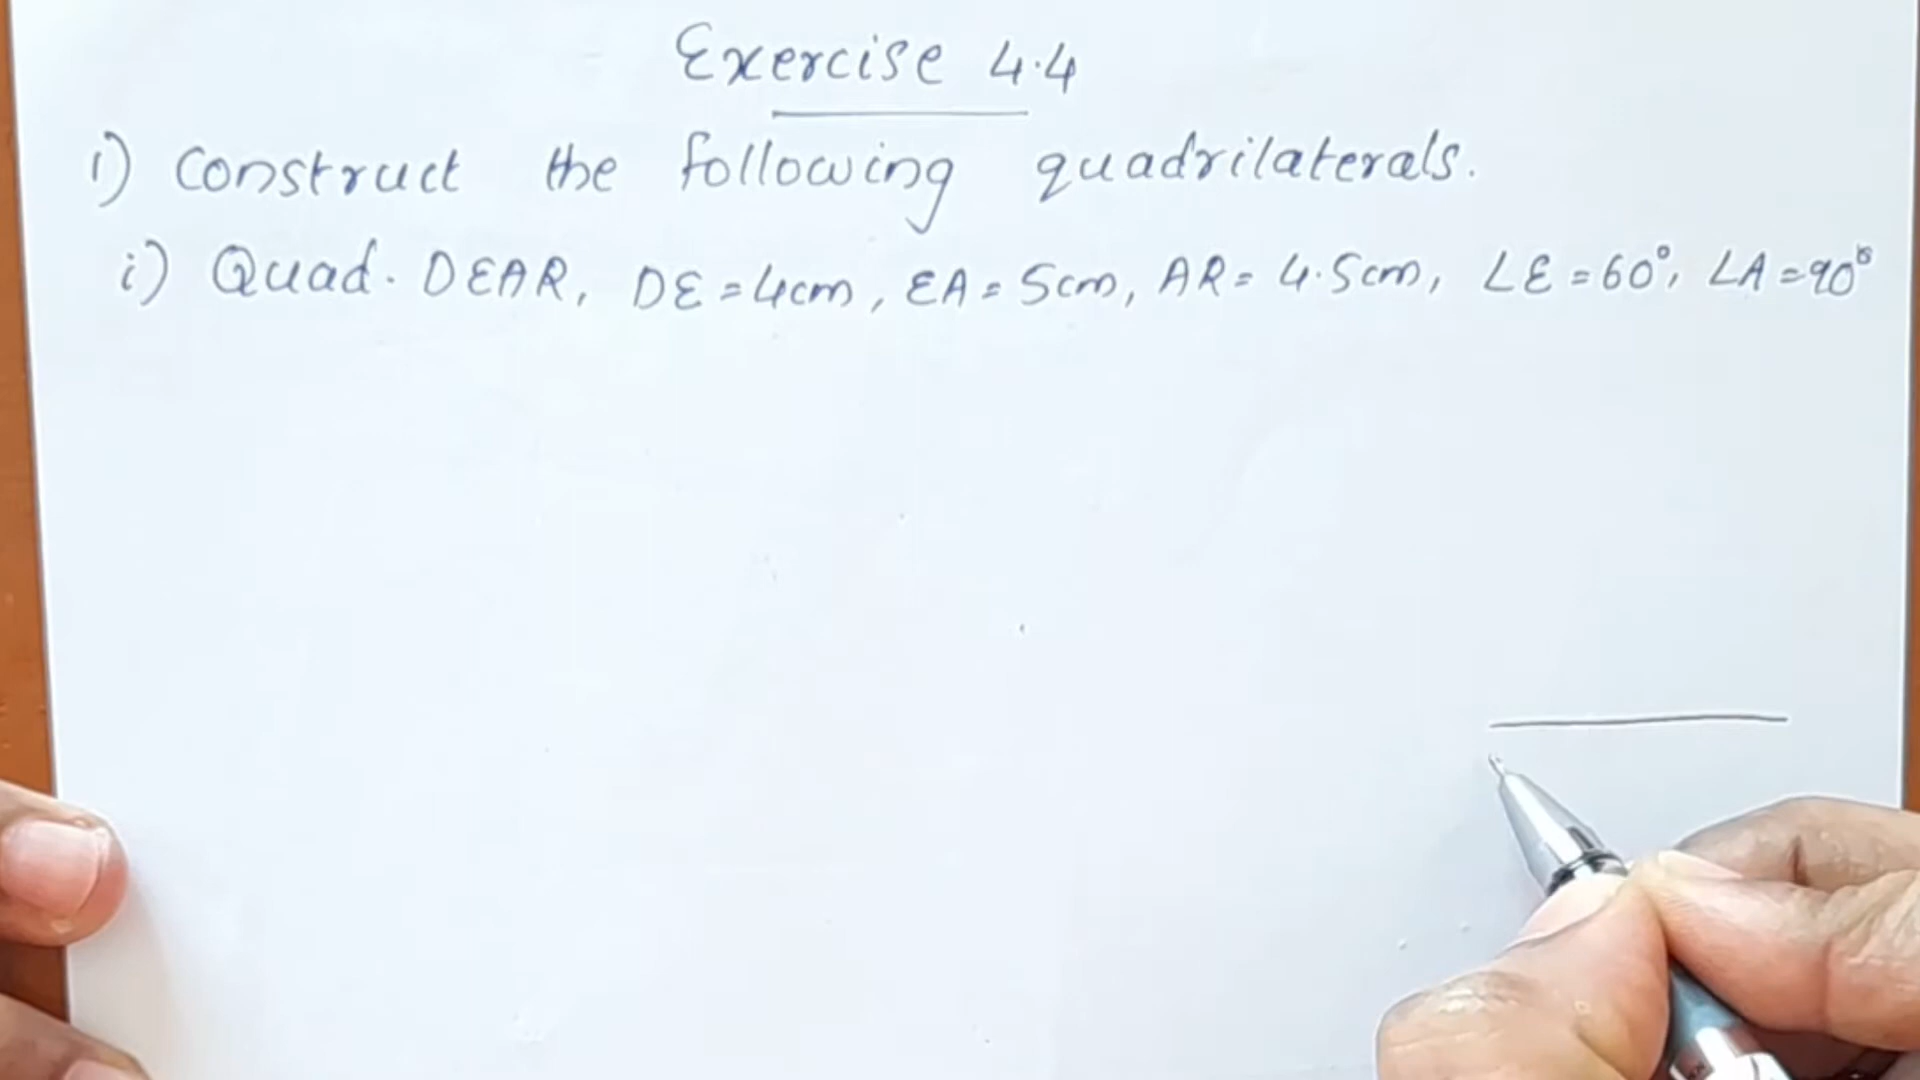 Exercise 4.4
1) Construct the following quadrilaterals.
i) Quad. DEAR, DE = 4cm, EA = 5cm, AR = 4.5cm, ∠E = 60°, ∠A = 90°